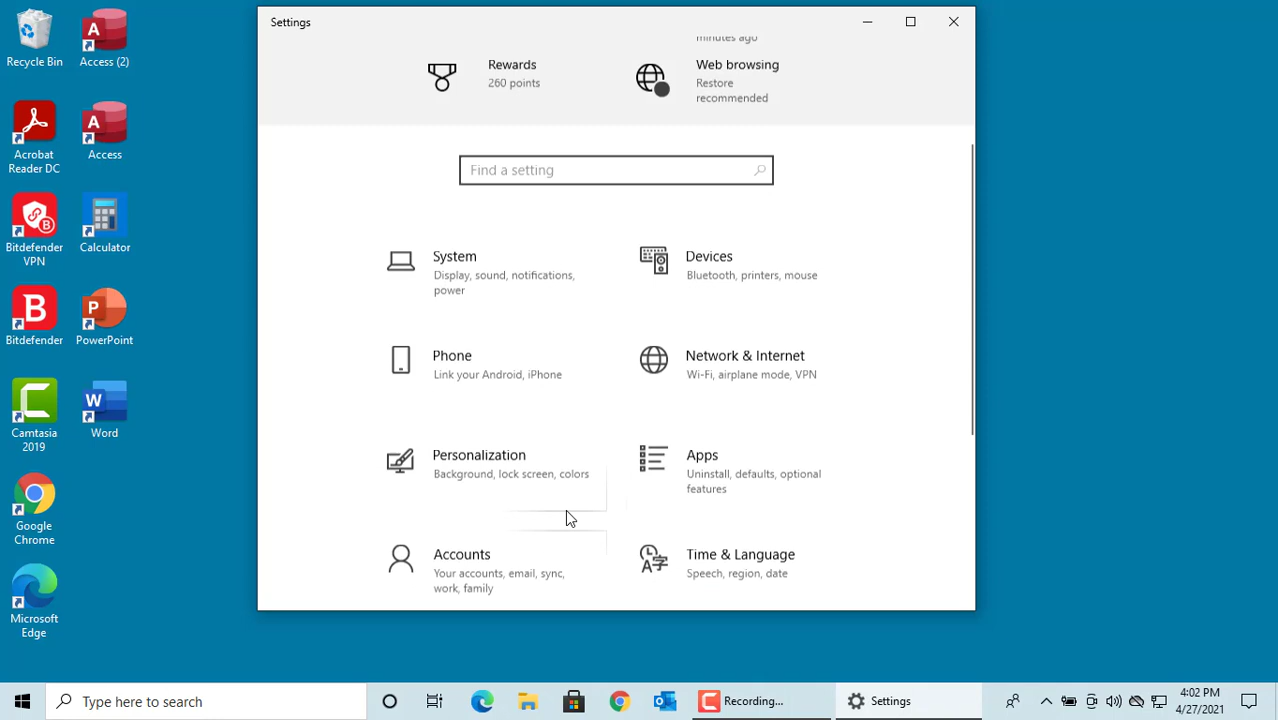 Settings
minutes ago
Rewards
260 points
Web browsing
Restore
recommended
Find a setting
System
Display, sound, notifications,
power
Devices
Bluetooth, printers, mouse
Phone
Link your Android, iPhone
Network & Internet
Wi-Fi, airplane mode, VPN
Personalization
Background, lock screen, colors
Apps
Uninstall, defaults, optional
features
Accounts
Your accounts, email, sync,
work, family
Time & Language
Speech, region, date
Recycle Bin
Access (2)
Acrobat
Reader DC
Access
Bitdefender
VPN
Calculator
Bitdefender
PowerPoint
Camtasia
2019
Word
Google
Chrome
Microsoft
Edge
Type here to search
Recording...
Settings
4:02 PM
4/27/2021